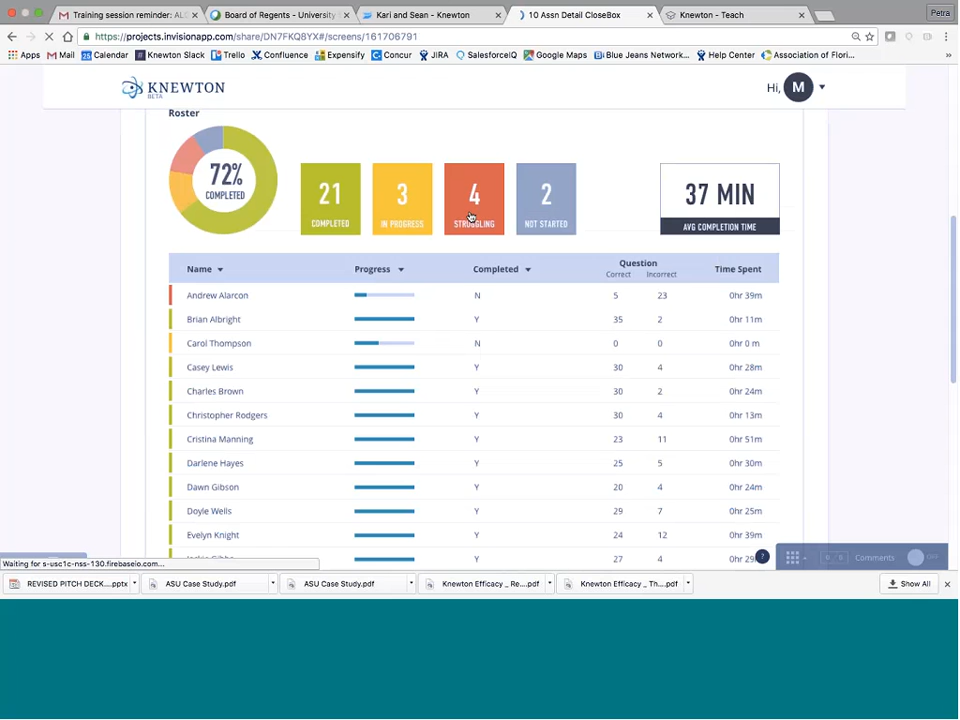 Training session reminder: AL
Board of Regents - University
Kari and Sean - Knewton
10 Assn Detail CloseBox
Knewton - Teach
Petra
https://projects.invisionapp.com/share/DN7FKQBYX#/screens/161706791
Apps
Mail
Calendar
Knewton Slack
Trello
Confluence
Expensify
Concur
JIRA
SalesforceIQ
Google Maps
Blue Jeans Network...
Help Center
Association of Flori...
»
KNEWTON
BETA
Hi, M
Roster
72%
COMPLETED
21
COMPLETED
3
IN PROGRESS
4
STRUGGLING
2
NOT STARTED
37 MIN
AVG COMPLETION TIME
Name Progress Completed Question Time Spent
Correct Incorrect
Andrew Alarcon N 5 23 0hr 39m
Brian Albright Y 35 2 0hr 11m
Carol Thompson N 0 0 0hr 0 m
Casey Lewis Y 30 4 0hr 28m
Charles Brown Y 30 2 0hr 24m
Christopher Rodgers Y 30 4 0hr 13m
Cristina Manning Y 23 11 0hr 51m
Darlene Hayes Y 25 5 0hr 30m
Dawn Gibson Y 20 4 0hr 24m
Doyle Wells Y 29 7 0hr 25m
Evelyn Knight Y 24 12 0hr 39m
Y 27 4
Waiting for s-usc1c-nss-130.firebaseio.com...
?
Comments
REVISED PITCH DECK....pptx
ASU Case Study.pdf
ASU Case Study.pdf
Knewton Efficacy _ Re....pdf
Knewton Efficacy _ Th....pdf
Show All